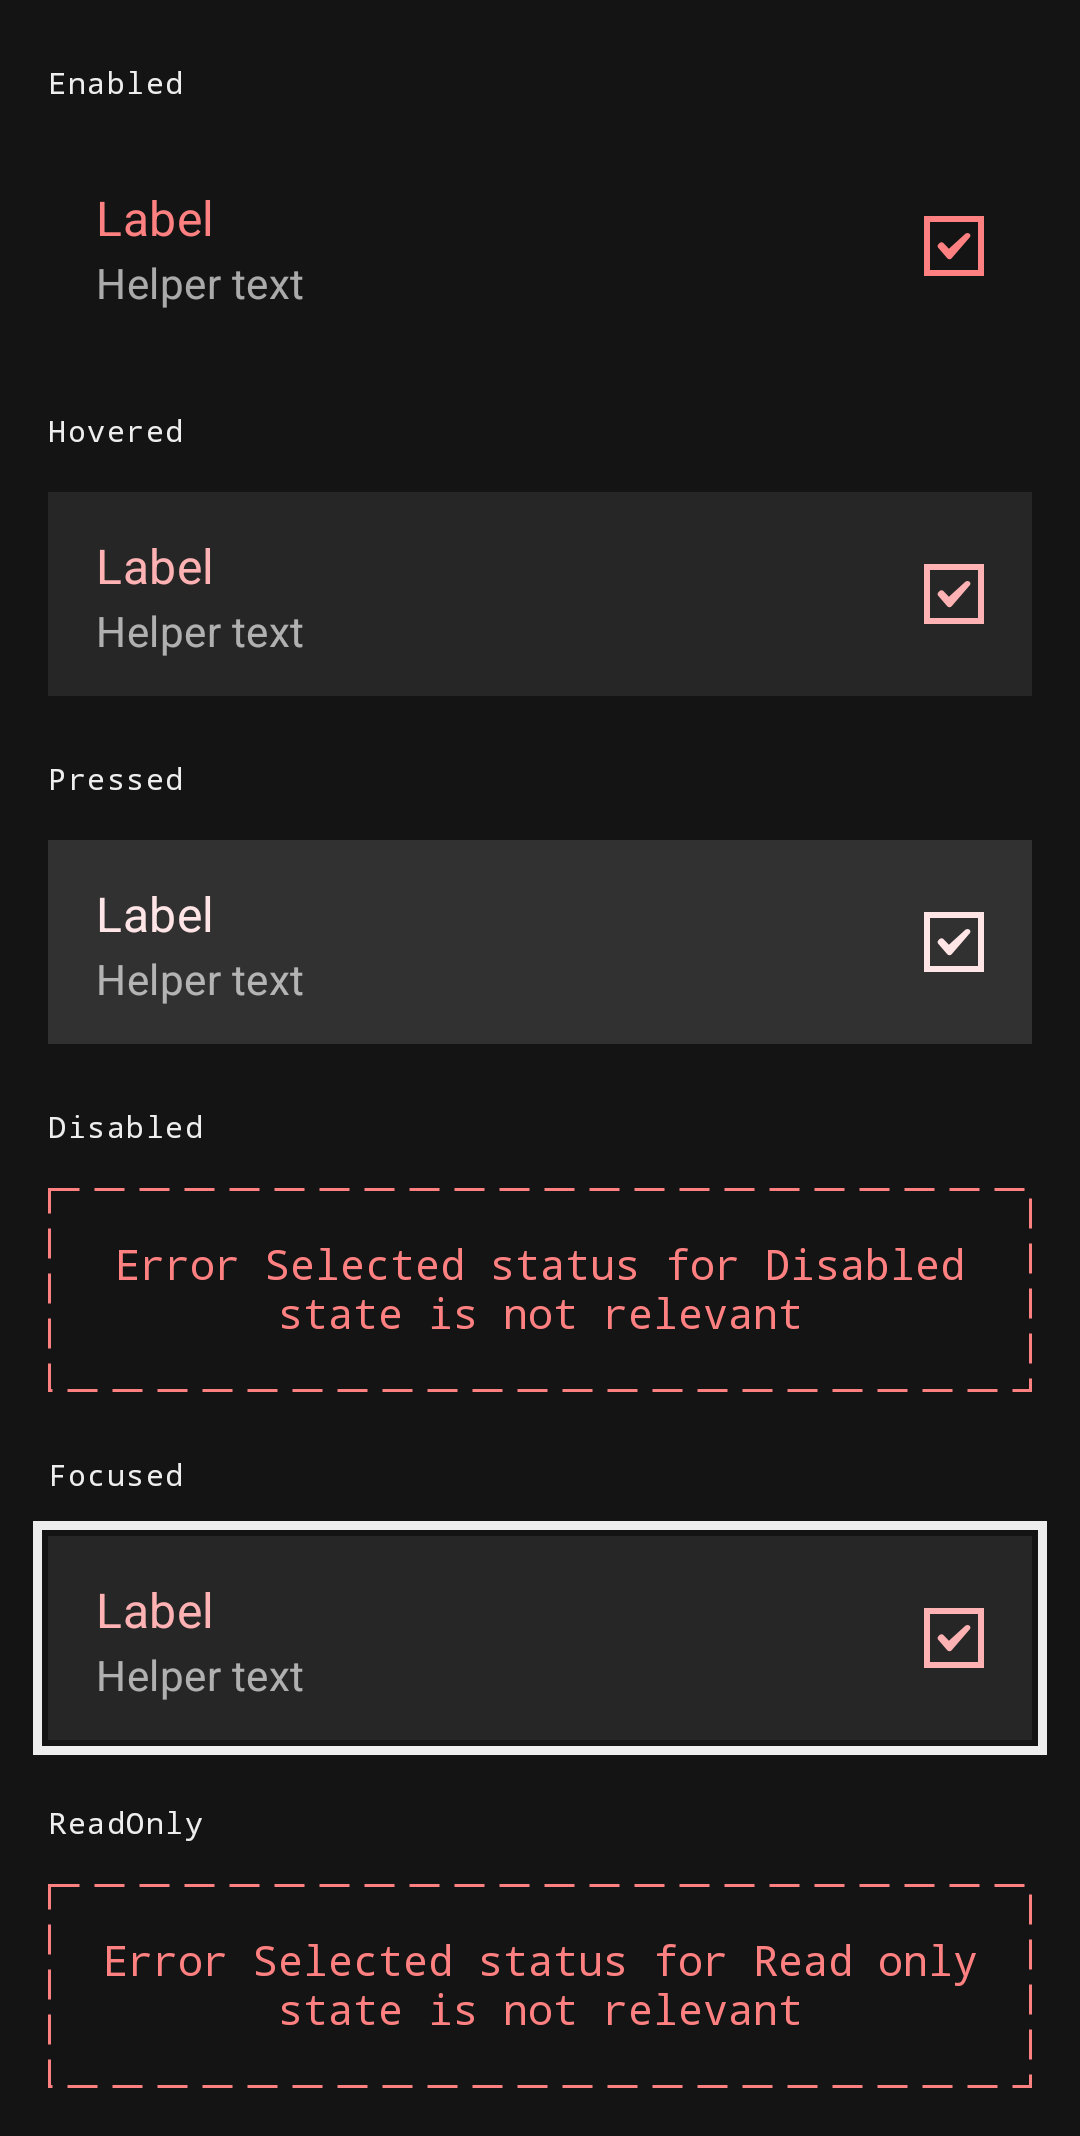 Enabled
Label
Helper text
Hovered
Label
Helper text
Pressed
Label
Helper text
Disabled
Error Selected status for Disabled
state is not relevant
Focused
Label
Helper text
ReadOnly
Error Selected status for Read only
state is not relevant